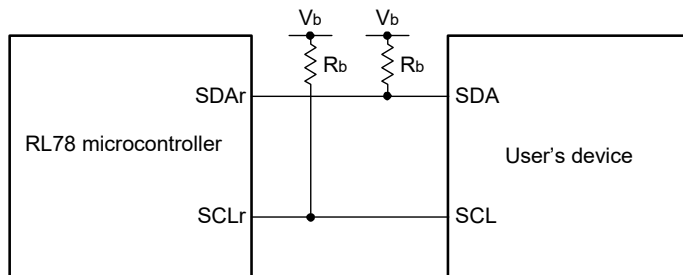 Vb Vb
Rb Rb
SDAr SDA
RL78 microcontroller User’s device
SCLr SCL